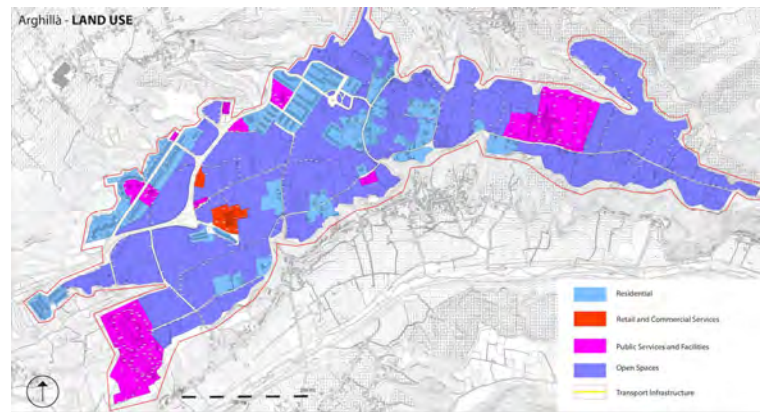 Arghillà - LAND USE
Residential
Retail and Commercial Services
Public Services and Facilities
Open Spaces
Transport Infrastructure